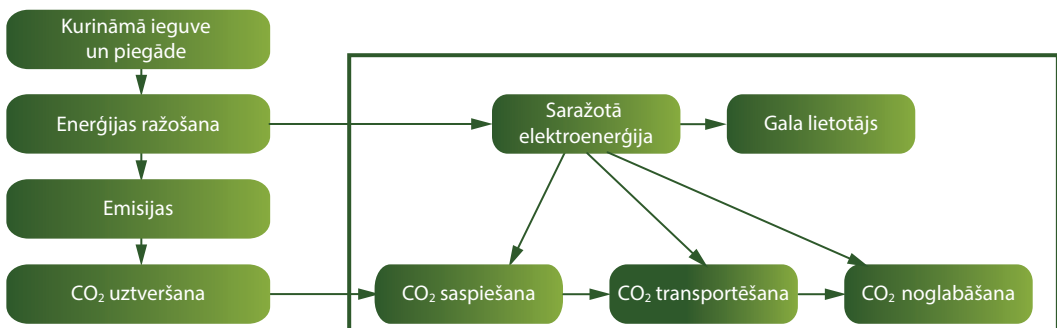 Kurināmā ieguve
un piegāde
Enerģijas ražošana
Saražotā
elektroenerģija
Gala lietotājs
Emisijas
CO₂ uztveršana
CO₂ saspiešana
CO₂ transportēšana
CO₂ noglabāšana